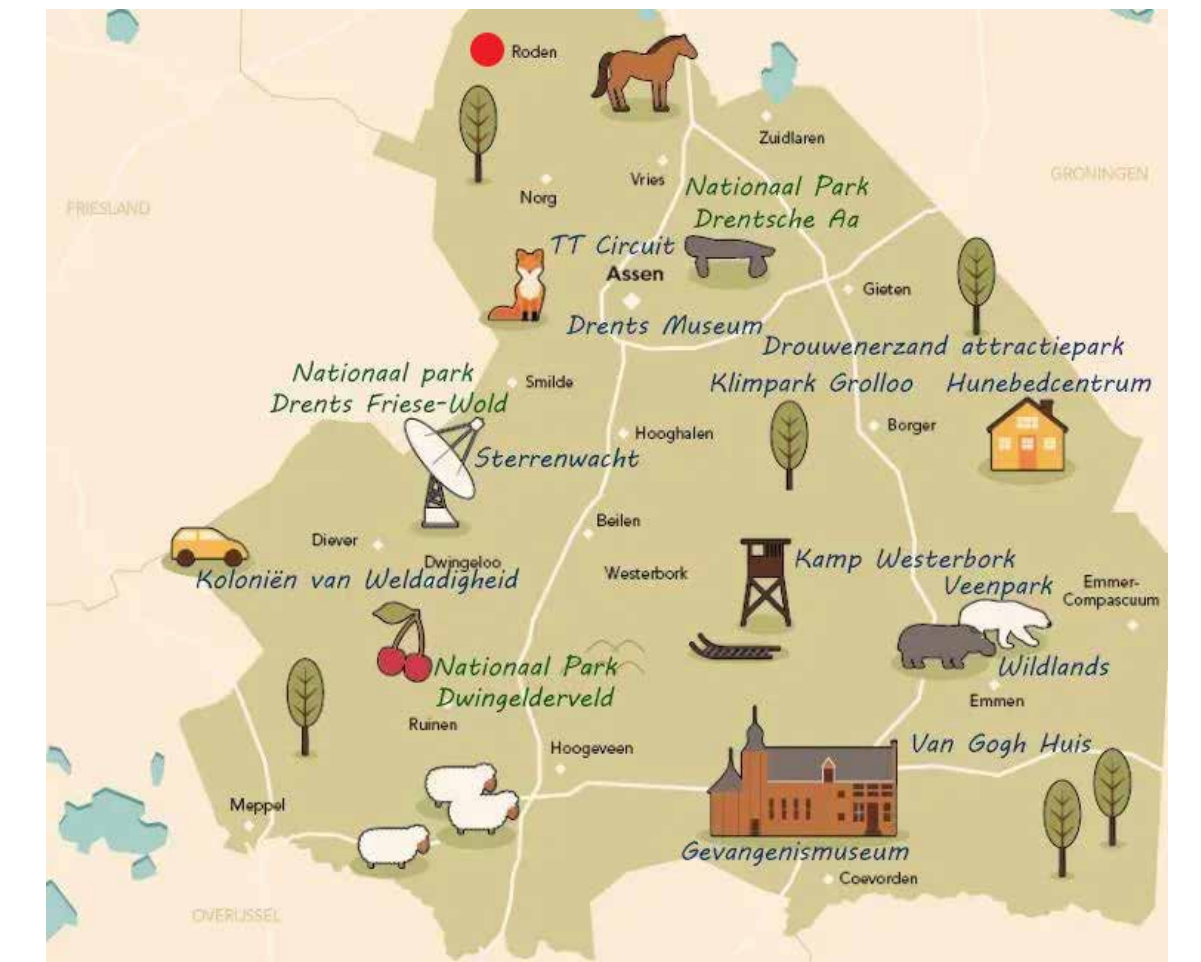 Roden
Zuidlaren
GRONINGEN
Vries
Nationaal Park
Drentsche Aa
Norg
FRIESLAND
TT Circuit
Assen
Gieten
Drents Museum
Drouwenerzand attractiepark
Nationaal park
Drents Friese-Wold
Smilde
Klimpark Grolloo
Hunebedcentrum
Hooghalen
Borger
Sterrenwacht
Beilen
Diever
Dwingeloo
Koloniën van Weldadigheid
Westerbork
Kamp Westerbork
Veenpark
Emmer-
Compascuum
Nationaal Park
Dwingelderveld
Wildlands
Emmen
Ruinen
Hoogeveen
Van Gogh Huis
Meppel
Gevangenismuseum
Coevorden
OVERIJSSEL